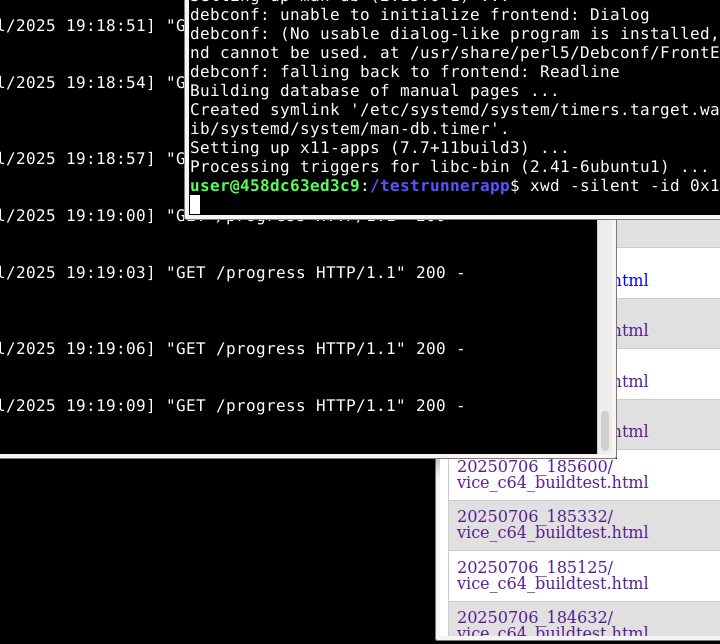 l/2025 19:18:51] "G
l/2025 19:18:54] "G
l/2025 19:18:57] "G
l/2025 19:19:00] "GET /progress HTTP/1.1" 200 -
l/2025 19:19:03] "GET /progress HTTP/1.1" 200 -
l/2025 19:19:06] "GET /progress HTTP/1.1" 200 -
l/2025 19:19:09] "GET /progress HTTP/1.1" 200 -
debconf: unable to initialize frontend: Dialog
debconf: (No usable dialog-like program is installed,
nd cannot be used. at /usr/share/perl5/Debconf/FrontE
debconf: falling back to frontend: Readline
Building database of manual pages ...
Created symlink '/etc/systemd/system/timers.target.wa
ib/systemd/system/man-db.timer'.
Setting up x11-apps (7.7+11build3) ...
Processing triggers for libc-bin (2.41-6ubuntu1) ...
user@458dc63ed3c9:/testrunnerapp$ xwd -silent -id 0x1
html
html
html
html
20250706_185600/
vice_c64_buildtest.html
20250706_185332/
vice_c64_buildtest.html
20250706_185125/
vice_c64_buildtest.html
20250706_184632/
vice_c64_buildtest.html